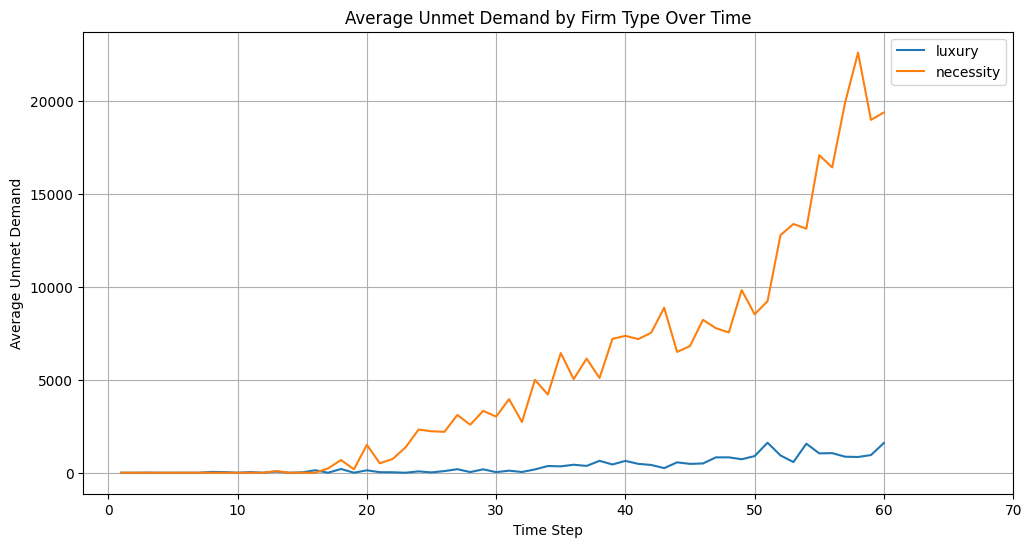 Average Unmet Demand by Firm Type Over Time
luxury
necessity
Average Unmet Demand
20000
15000
10000
5000
0
0 10 20 30 40 50 60 70
Time Step